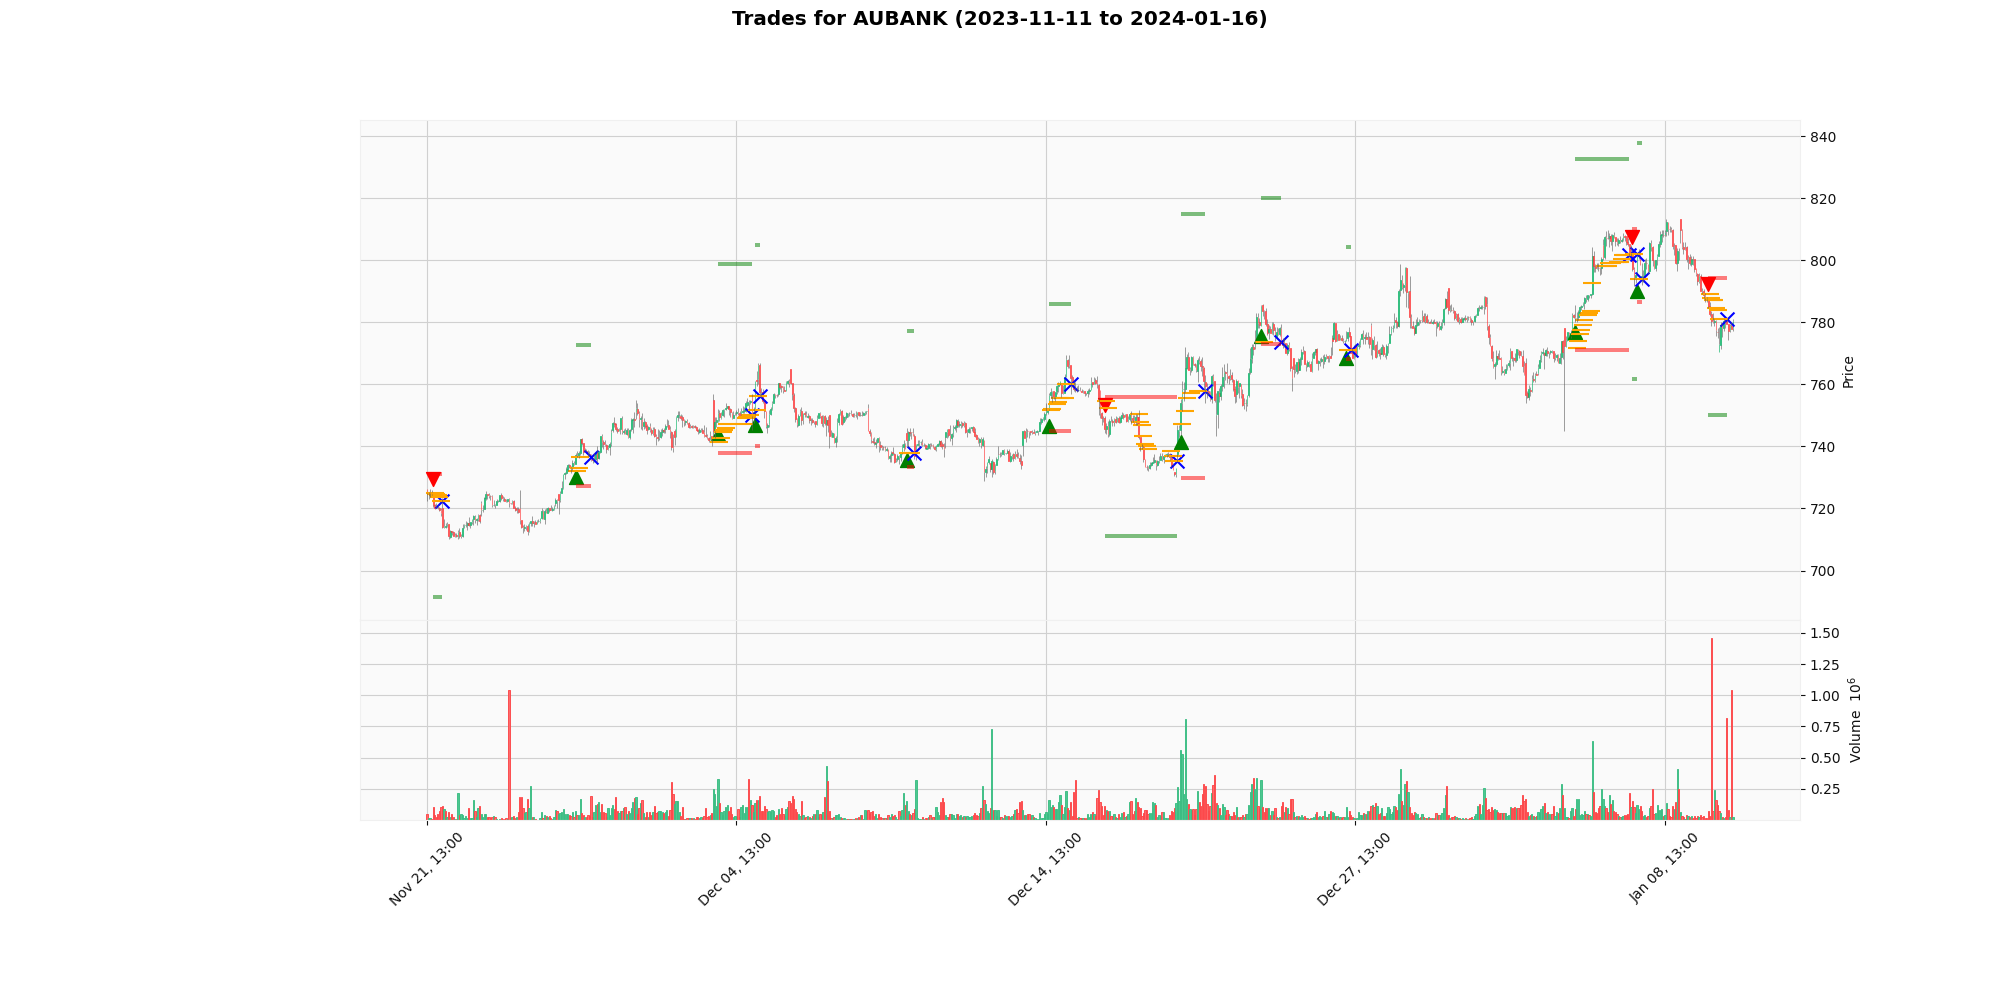 Trades for AUBANK (2023-11-11 to 2024-01-16)
840
820
800
780
760
740
720
700
Price
1.50
1.25
1.00
0.75
0.50
0.25
Volume 10^6
Nov 21, 13:00
Dec 04, 13:00
Dec 14, 13:00
Dec 27, 13:00
Jan 08, 13:00